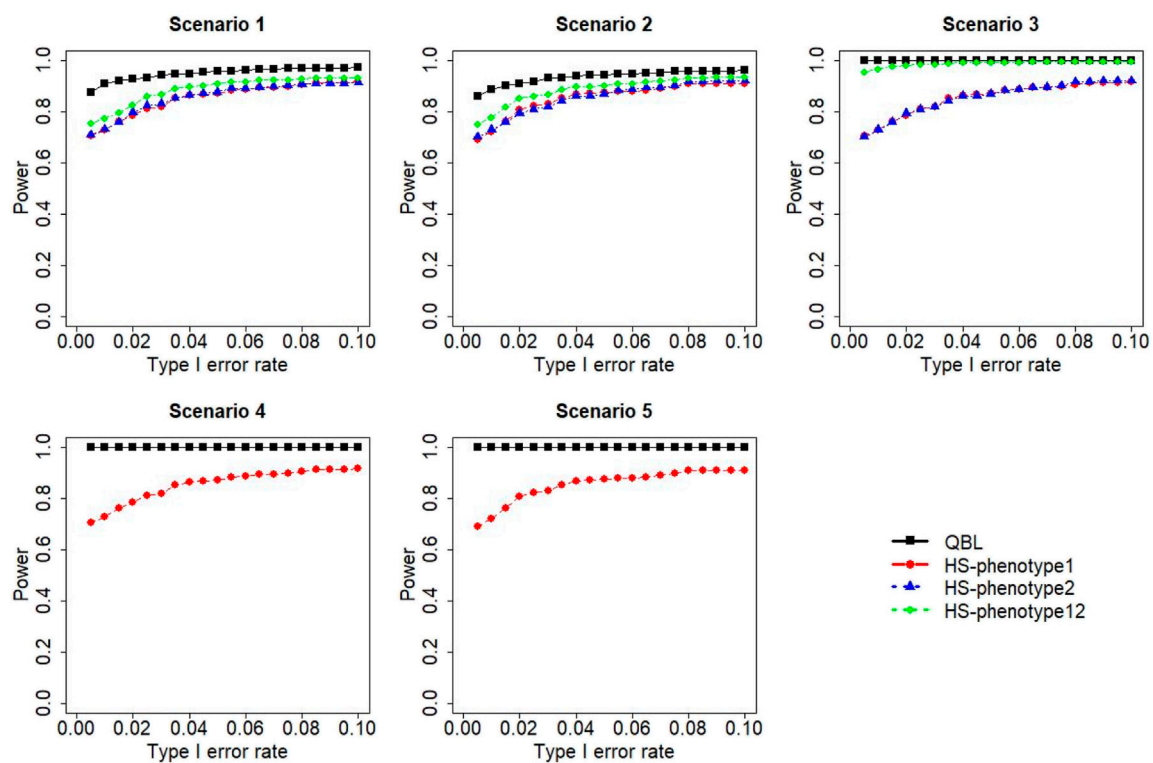 Scenario 1
Scenario 2
Scenario 3
Power
0.0 0.2 0.4 0.6 0.8 1.0
0.00 0.02 0.04 0.06 0.08 0.10
Type I error rate
Power
0.0 0.2 0.4 0.6 0.8 1.0
0.00 0.02 0.04 0.06 0.08 0.10
Type I error rate
Power
0.0 0.2 0.4 0.6 0.8 1.0
0.00 0.02 0.04 0.06 0.08 0.10
Type I error rate
Scenario 4
Scenario 5
Power
0.0 0.2 0.4 0.6 0.8 1.0
0.00 0.02 0.04 0.06 0.08 0.10
Type I error rate
Power
0.0 0.2 0.4 0.6 0.8 1.0
0.00 0.02 0.04 0.06 0.08 0.10
Type I error rate
QBL
HS-phenotype1
HS-phenotype2
HS-phenotype12